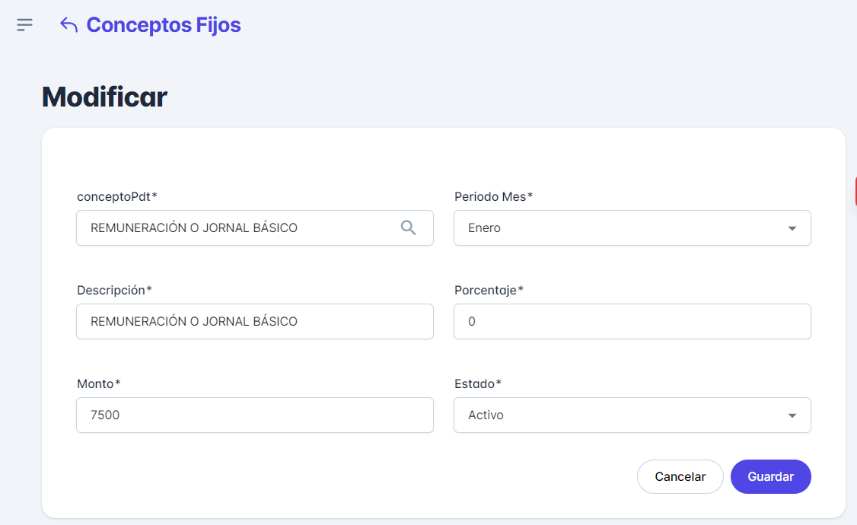 Conceptos Fijos
Modificar
conceptoPdt*
Periodo Mes*
REMUNERACIÓN O JORNAL BÁSICO
Enero
Descripción*
Porcentaje*
REMUNERACIÓN O JORNAL BÁSICO
0
Monto*
Estado*
7500
Activo
Cancelar
Guardar